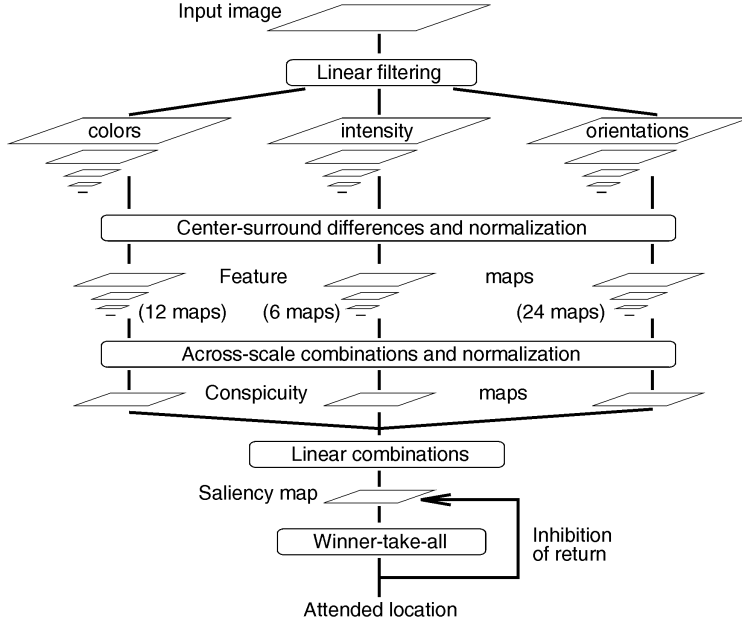 Input image
Linear filtering
colors
intensity
orientations
Center-surround differences and normalization
Feature maps
(12 maps)
(6 maps)
(24 maps)
Across-scale combinations and normalization
Conspicuity maps
Linear combinations
Saliency map
Winner-take-all
Inhibition
of return
Attended location